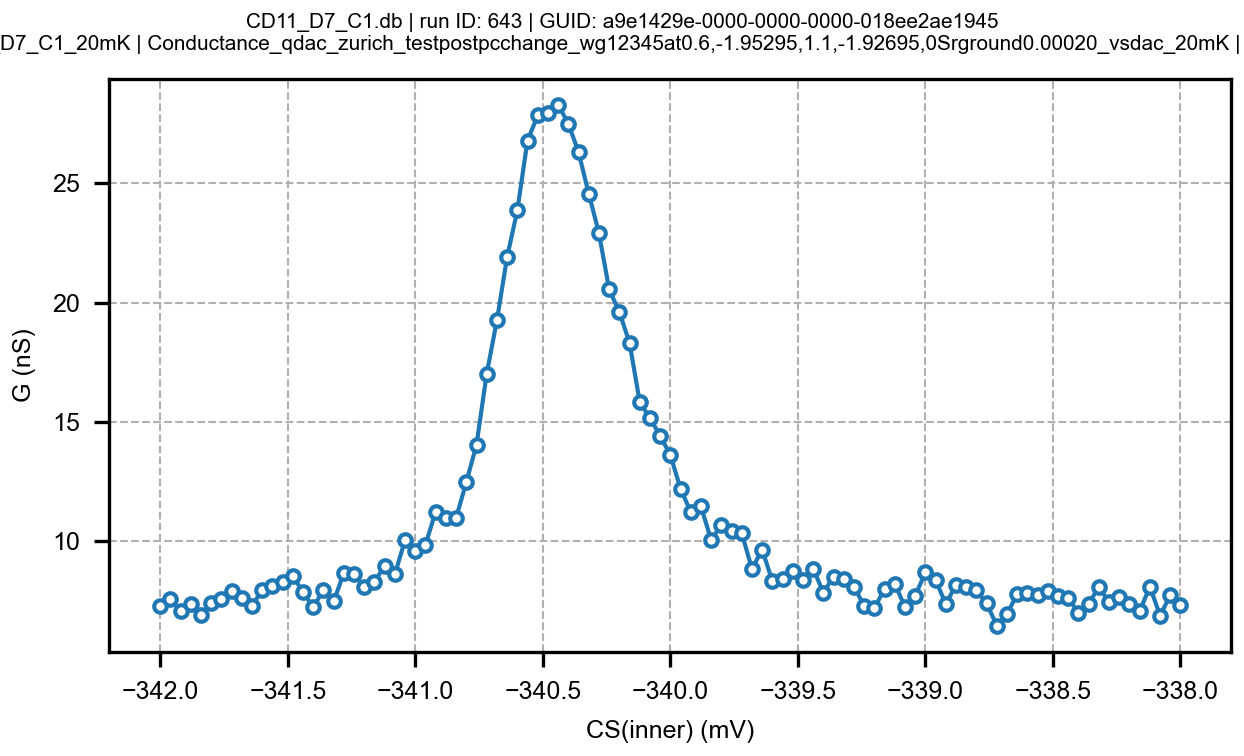 CD11_D7_C1.db | run ID: 643 | GUID: a9e1429e-0000-0000-0000-018ee2ae1945
_D7_C1_20mK | Conductance_qdac_zurich_testpostpcchange_wg12345at0.6,-1.95295,1.1,-1.92695,0Srground0.00020_vsdac_20mK |
25
20
15
10
G (nS)
−342.0 −341.5 −341.0 −340.5 −340.0 −339.5 −339.0 −338.5 −338.0
CS(inner) (mV)